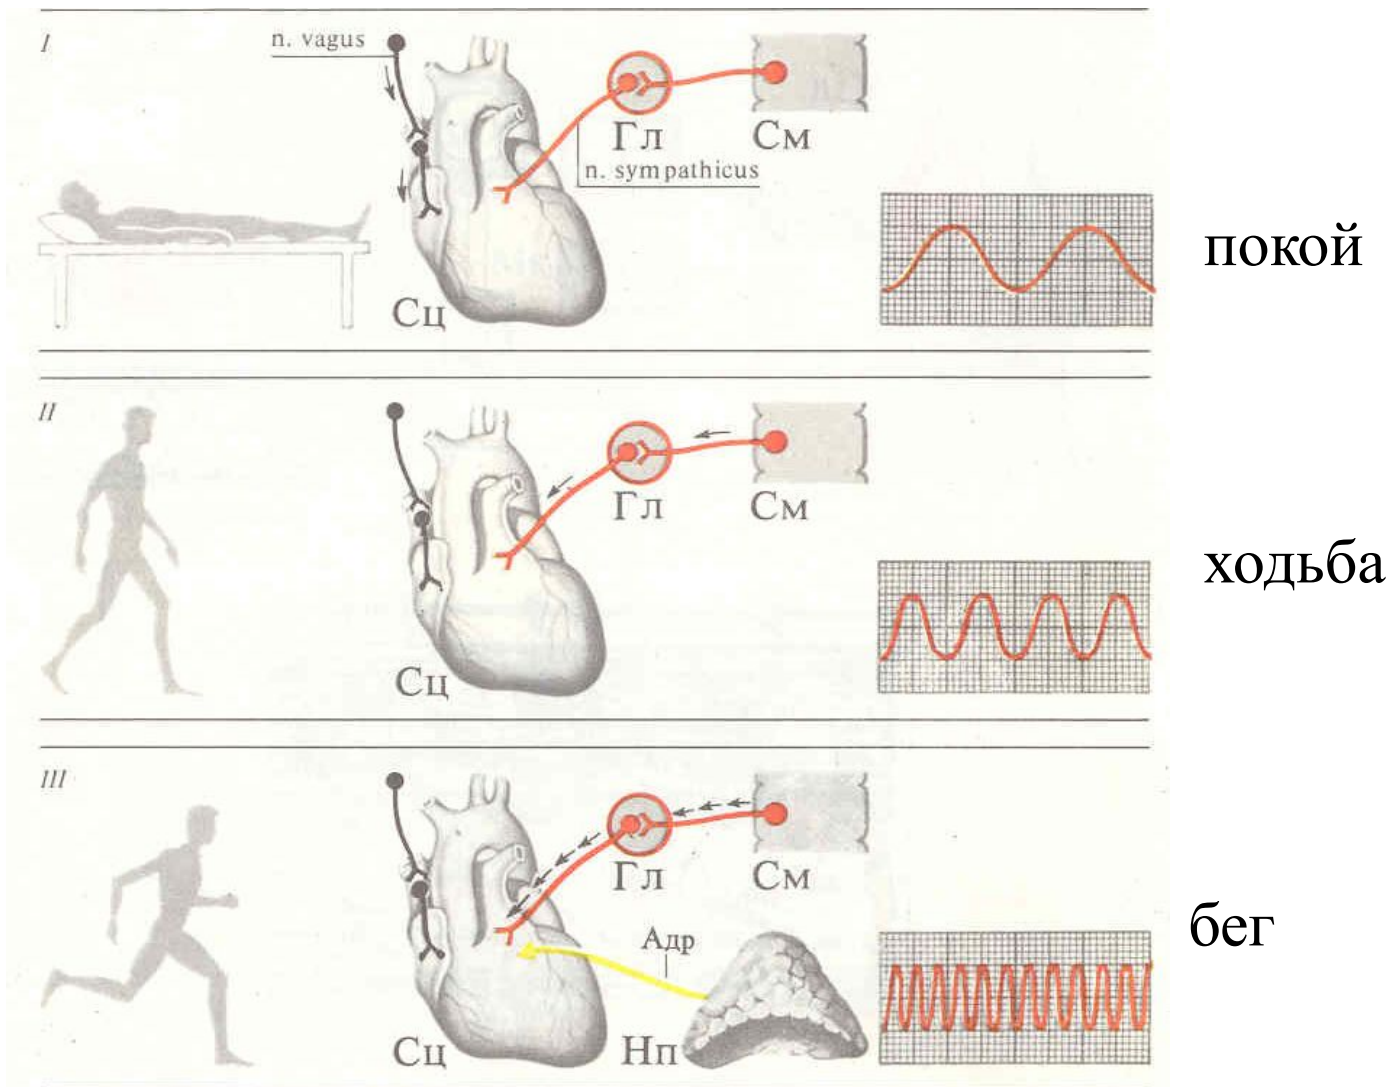 I
n. vagus
Гл
См
n. sympathicus
Сц
покой
II
Гл
См
Сц
ходьба
III
Гл
См
Адр
Сц
Нп
бег